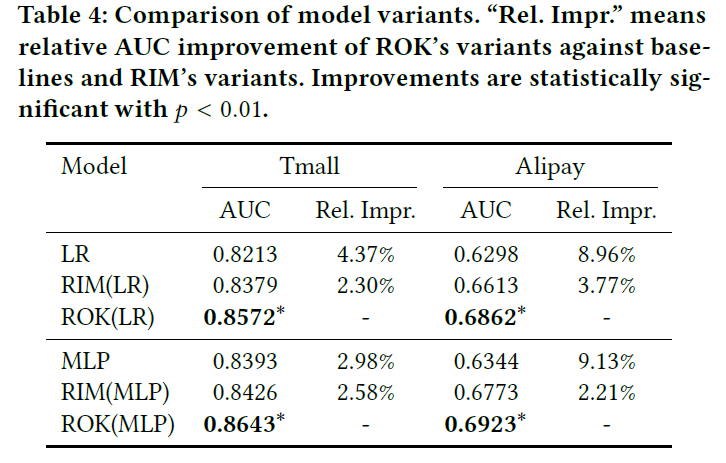 Table 4: Comparison of model variants. “Rel. Impr.” means
relative AUC improvement of ROK’s variants against base-
lines and RIM’s variants. Improvements are statistically sig-
nificant with p < 0.01.
Model Tmall Alipay
AUC Rel. Impr. AUC Rel. Impr.
LR 0.8213 4.37% 0.6298 8.96%
RIM(LR) 0.8379 2.30% 0.6613 3.77%
ROK(LR) 0.8572* - 0.6862* -
MLP 0.8393 2.98% 0.6344 9.13%
RIM(MLP) 0.8426 2.58% 0.6773 2.21%
ROK(MLP) 0.8643* - 0.6923* -